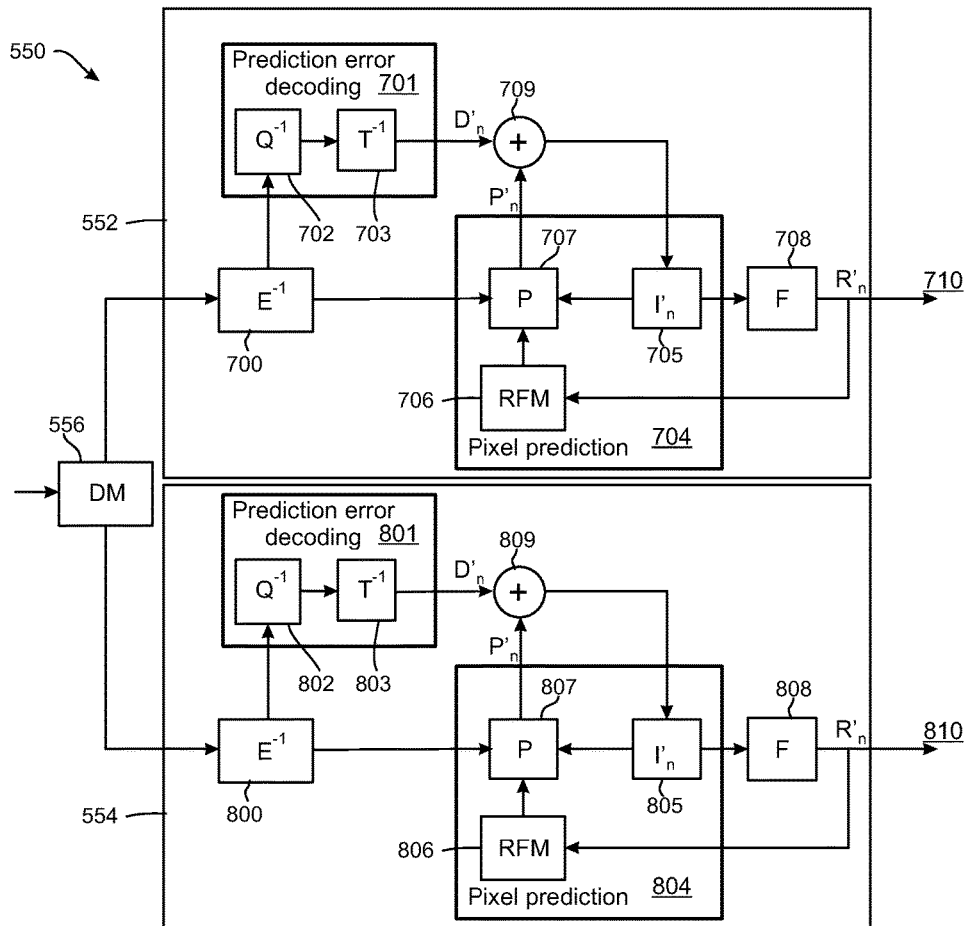 550
Prediction error
decoding 701
709
Q⁻¹
T⁻¹
D'ₙ
+
P'ₙ
702
703
552
707
708
E⁻¹
P
I'ₙ
F
R'ₙ
710
700
705
706
RFM
556
Pixel prediction 704
DM
Prediction error
decoding 801
809
Q⁻¹
T⁻¹
D'ₙ
+
P'ₙ
802
803
807
808
E⁻¹
P
I'ₙ
F
R'ₙ
810
800
805
554
806
RFM
Pixel prediction 804